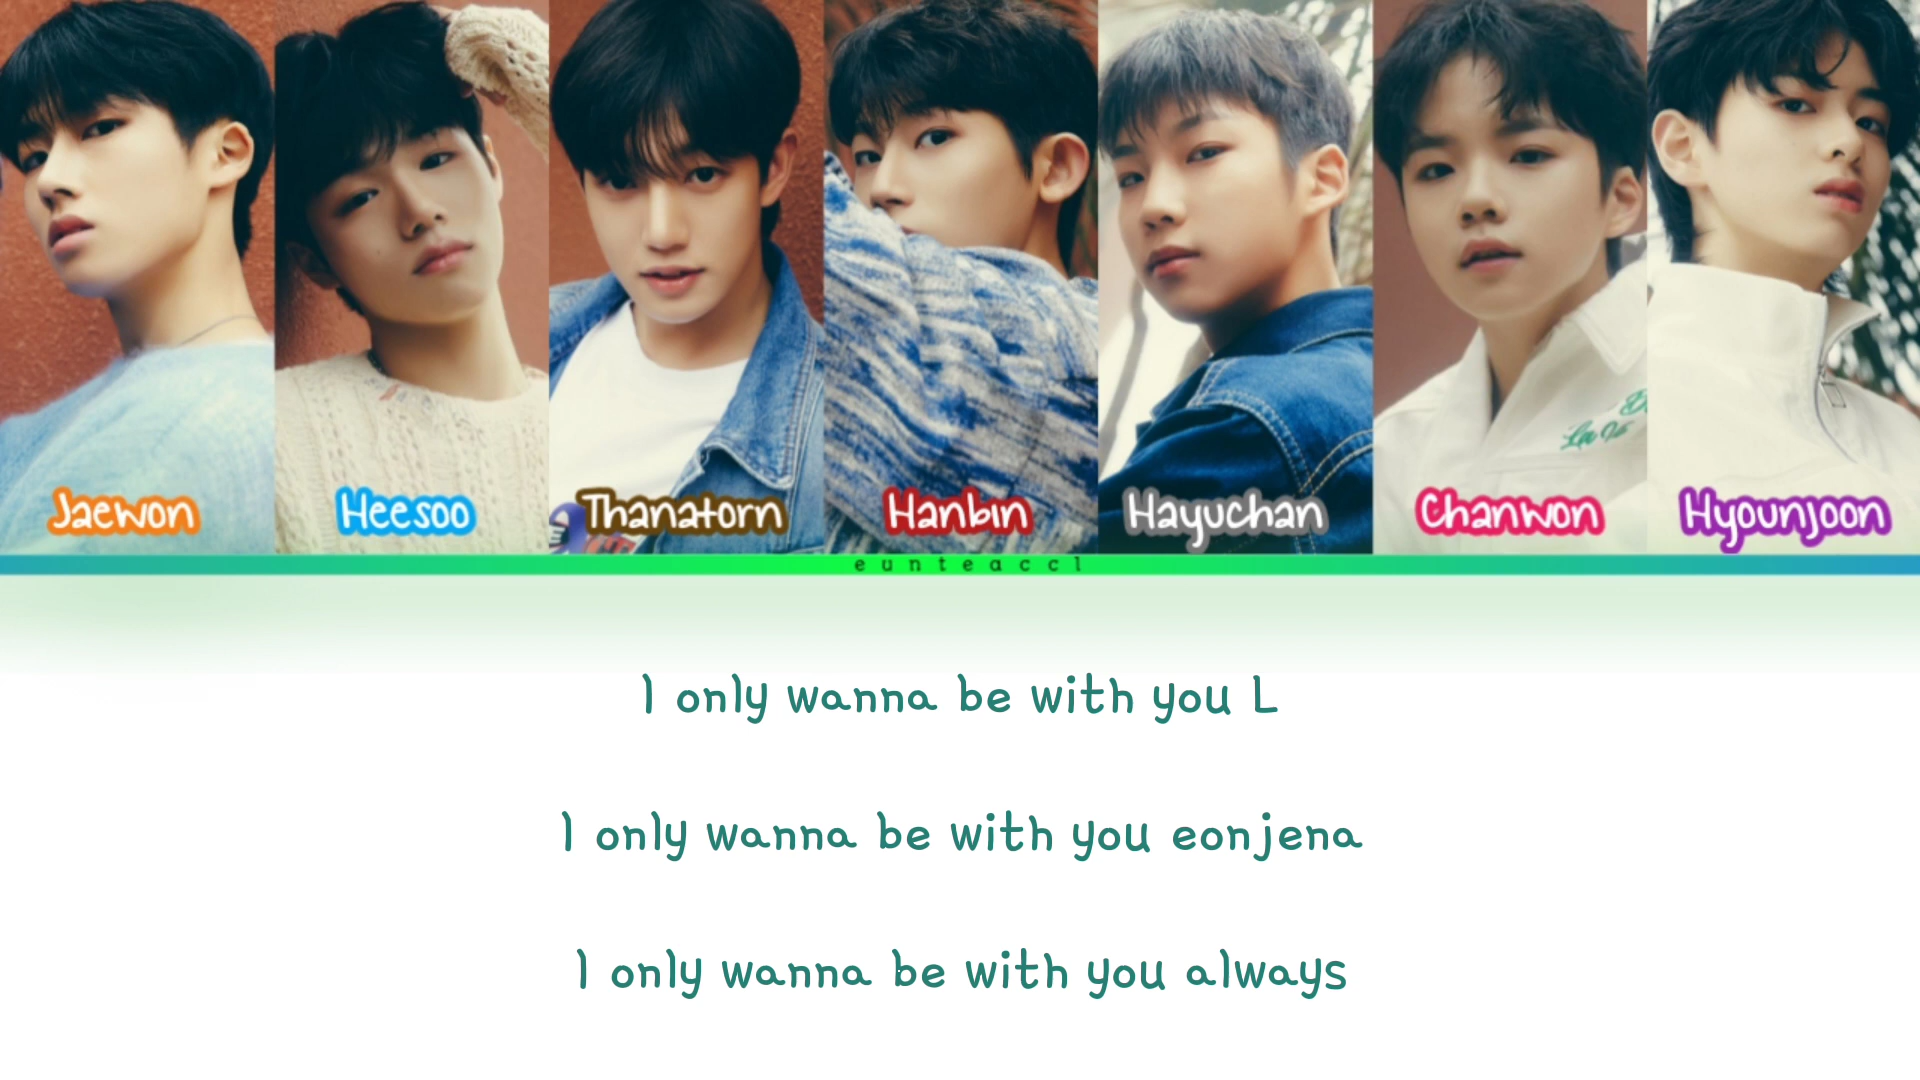 Jaewon Heesoo Thanatorn Hanbin Hayuchan Chanwon Hyounjoon
eunteaccl
I only wanna be with you L
I only wanna be with you eonjena
I only wanna be with you always